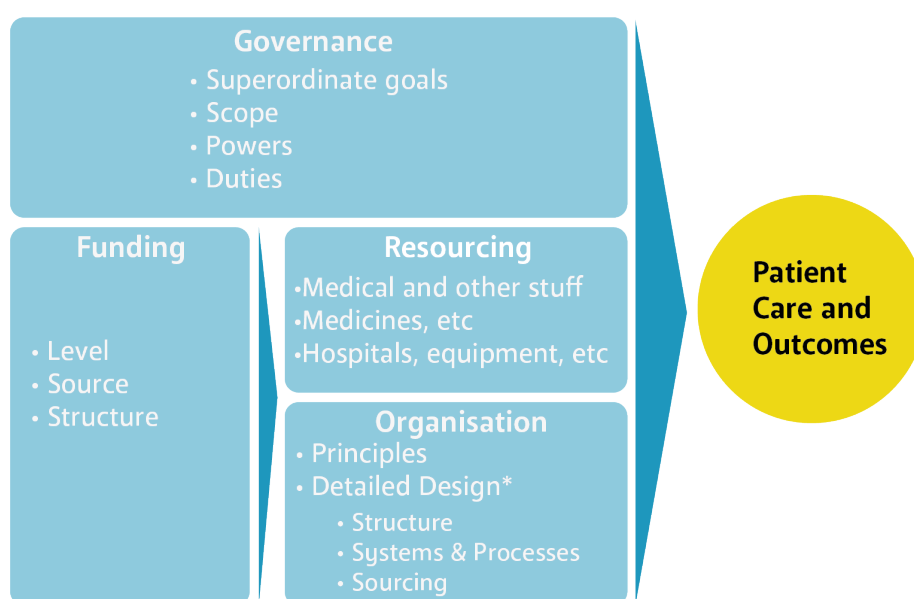 Governance
• Superordinate goals
• Scope
• Powers
• Duties
Funding
• Level
• Source
• Structure
Resourcing
•Medical and other stuff
•Medicines, etc
•Hospitals, equipment, etc
Organisation
• Principles
• Detailed Design*
• Structure
• Systems & Processes
• Sourcing
Patient
Care and
Outcomes